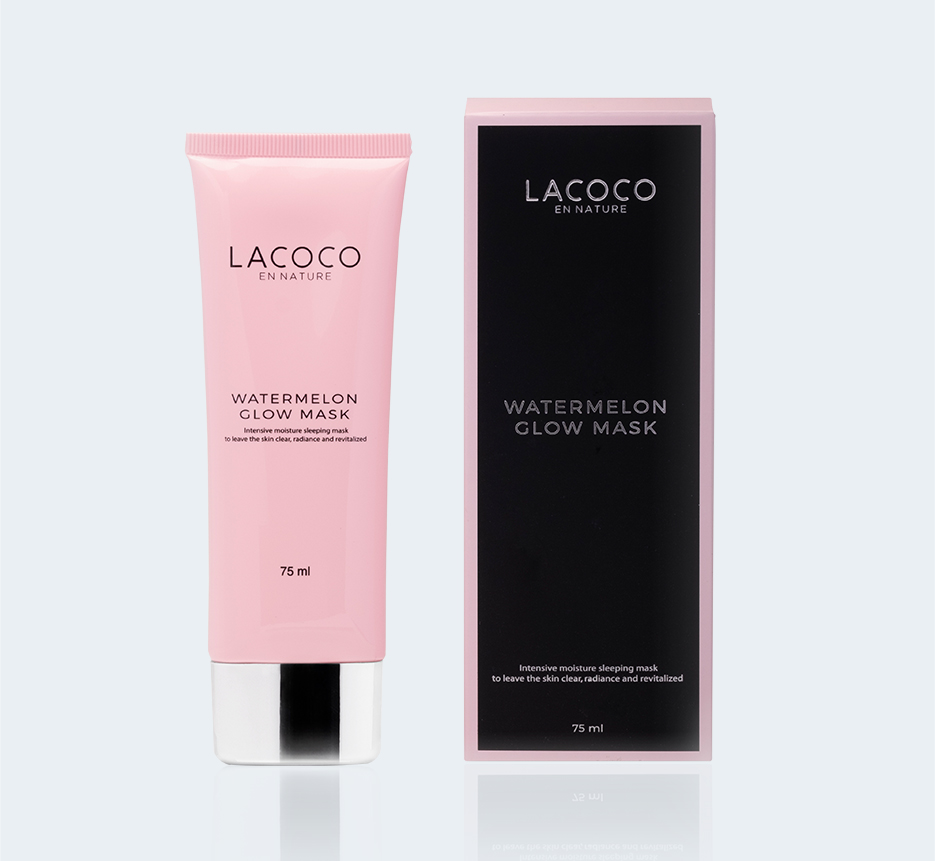 LACOCO
EN NATURE
WATERMELON
GLOW MASK
Intensive moisture sleeping mask
to leave the skin clear, radiance and revitalized
75 ml
LACOCO
EN NATURE
WATERMELON
GLOW MASK
Intensive moisture sleeping mask
to leave the skin clear, radiance and revitalized
75 ml